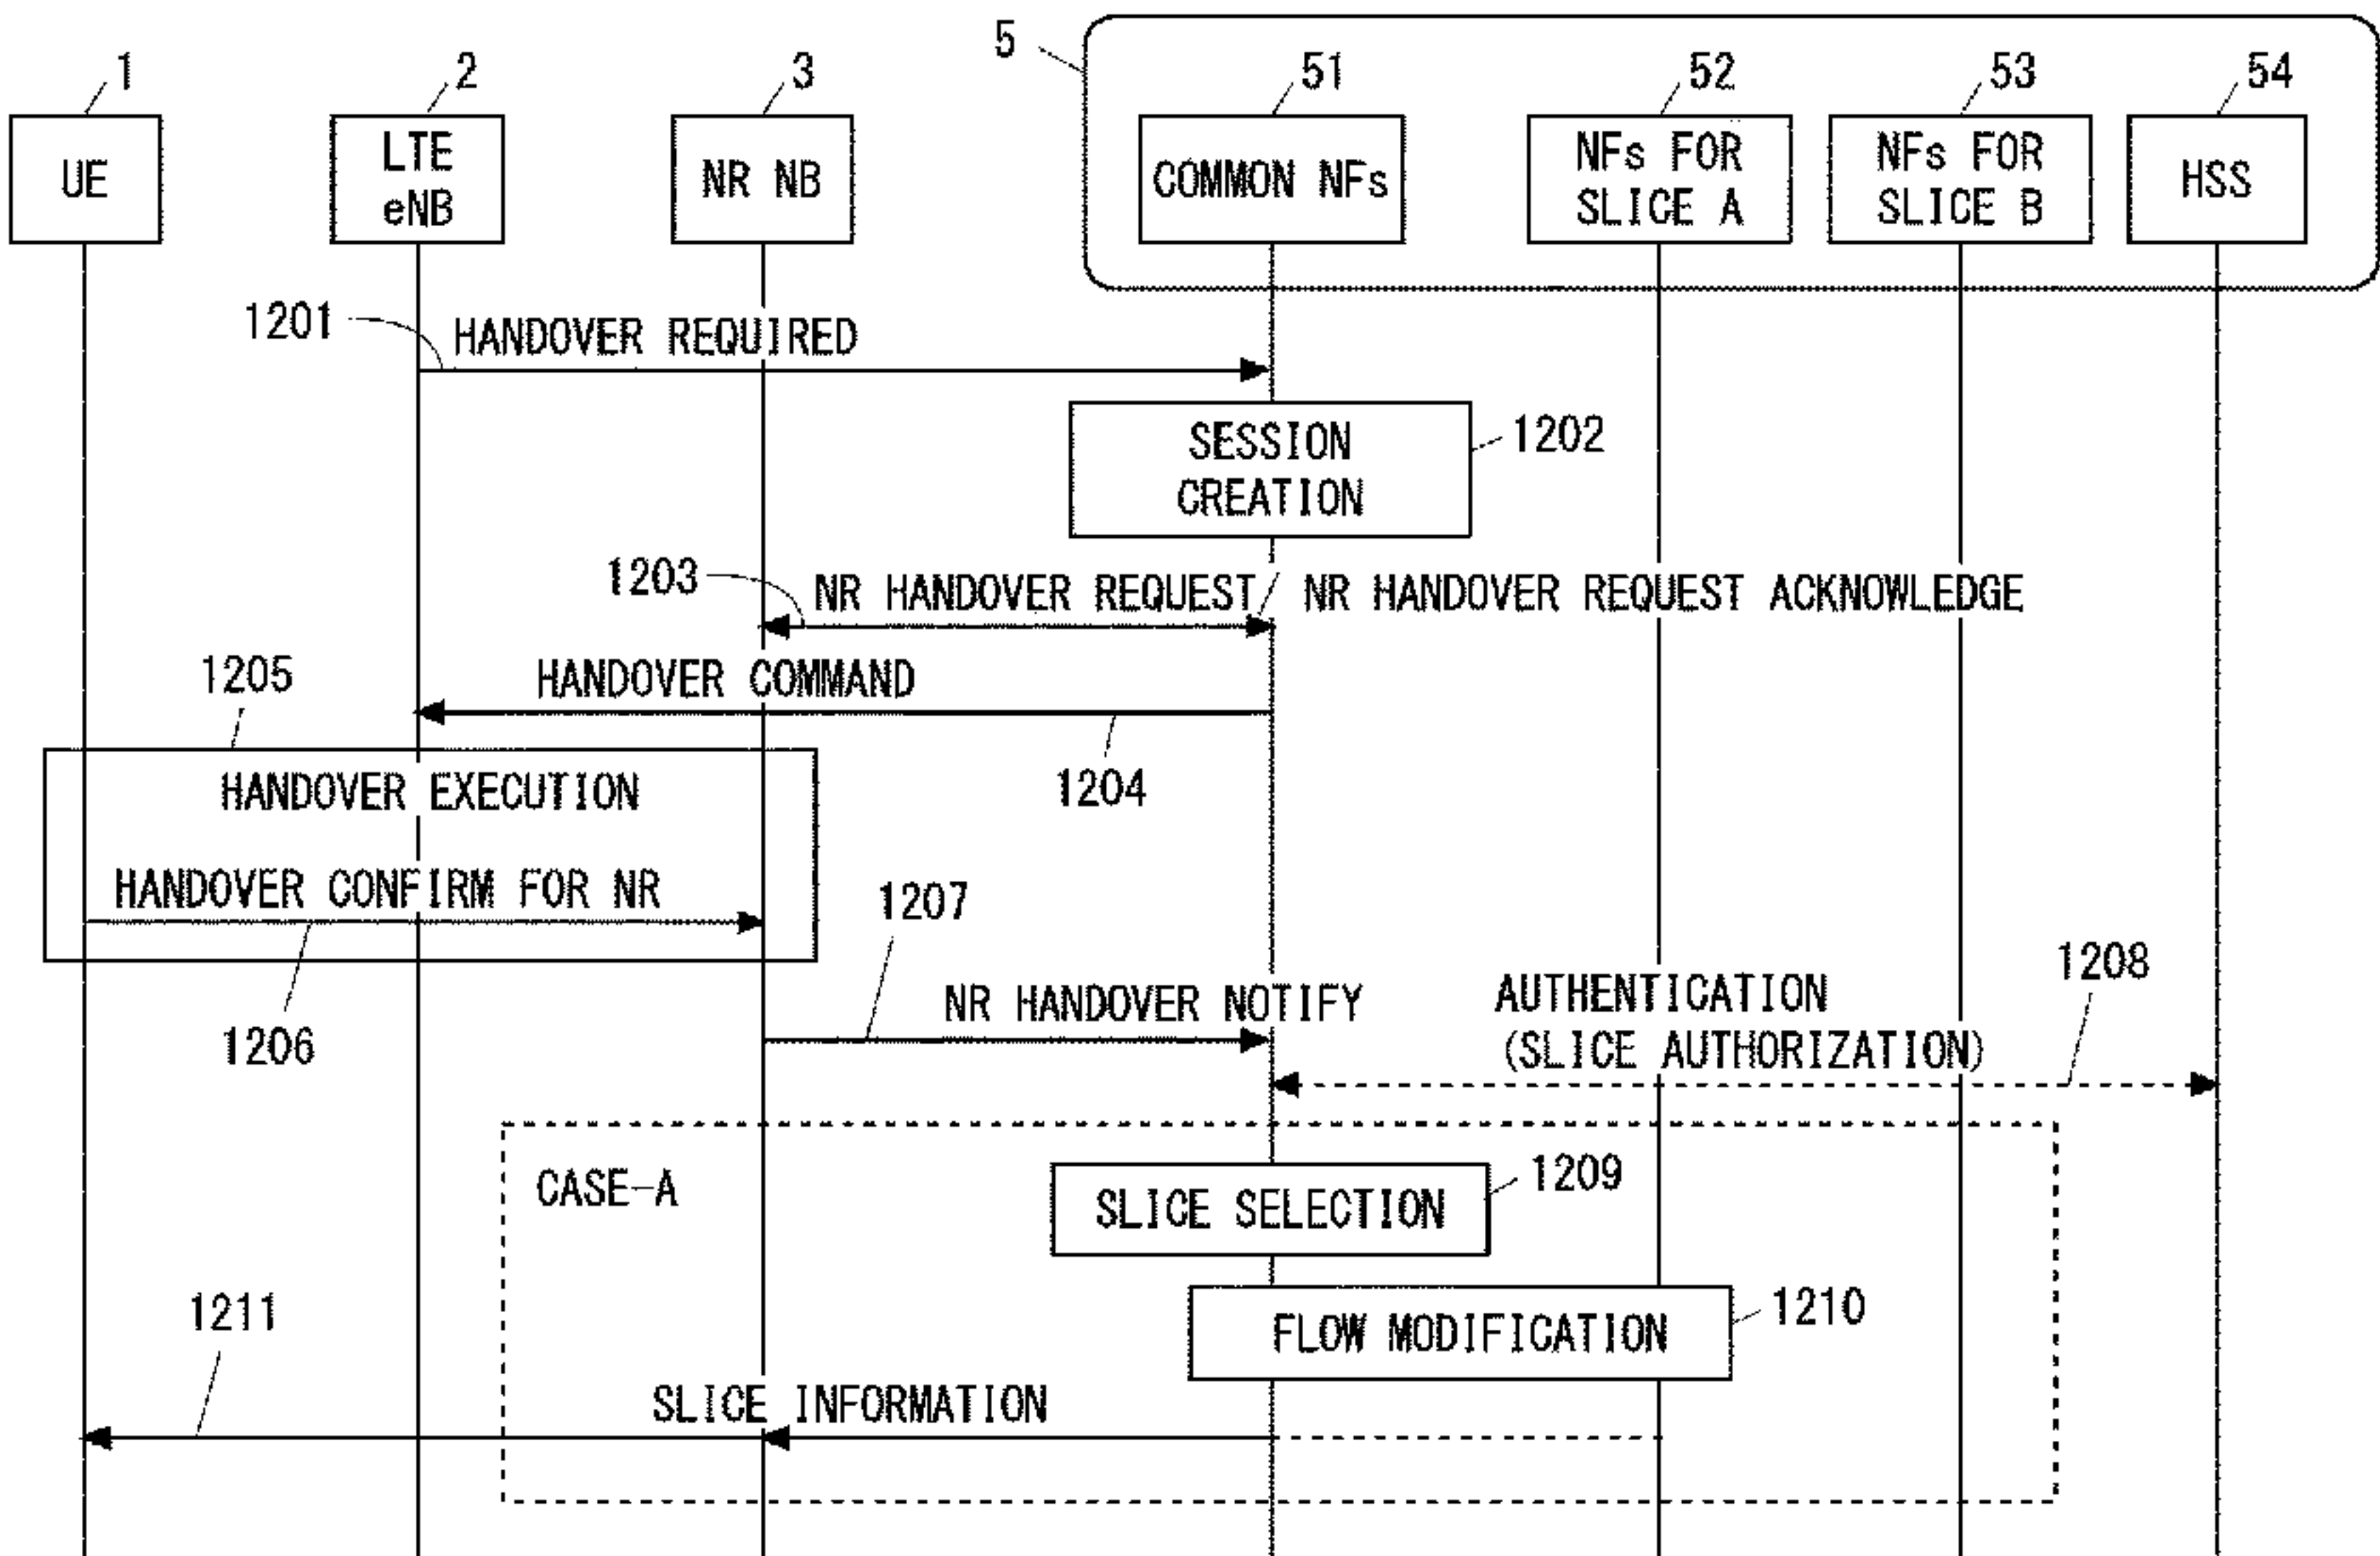 5
1
2
3
51
52
53
54
UE
LTE
eNB
NR NB
COMMON NFs
NFs FOR
SLICE A
NFs FOR
SLICE B
HSS
1201
HANDOVER REQUIRED
SESSION
CREATION
1202
1203
NR HANDOVER REQUEST / NR HANDOVER REQUEST ACKNOWLEDGE
1205
HANDOVER COMMAND
1204
HANDOVER EXECUTION
HANDOVER CONFIRM FOR NR
1206
1207
NR HANDOVER NOTIFY
AUTHENTICATION
(SLICE AUTHORIZATION)
1208
CASE-A
SLICE SELECTION
1209
FLOW MODIFICATION
1210
1211
SLICE INFORMATION